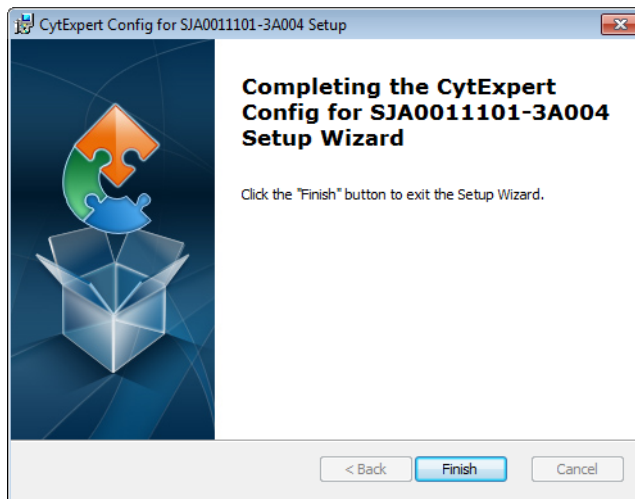 CytExpert Config for SJA0011101-3A004 Setup
Completing the CytExpert
Config for SJA0011101-3A004
Setup Wizard
Click the "Finish" button to exit the Setup Wizard.
< Back Finish Cancel